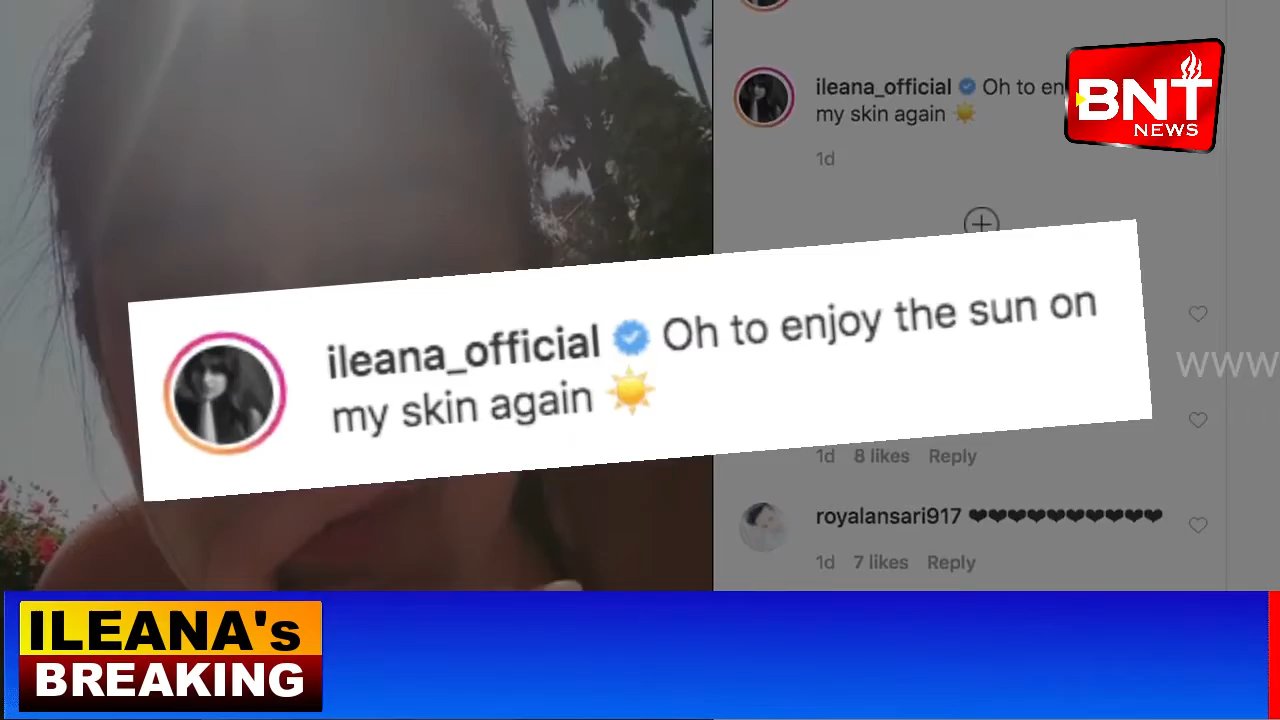 ileana_official Oh to en
my skin again ☀️
BNT
NEWS
1d
ileana_official Oh to enjoy the sun on
my skin again ☀️
www
1d 8 likes Reply
royalansari917 ❤❤❤❤❤❤❤❤❤❤
1d 7 likes Reply
ILEANA's
BREAKING